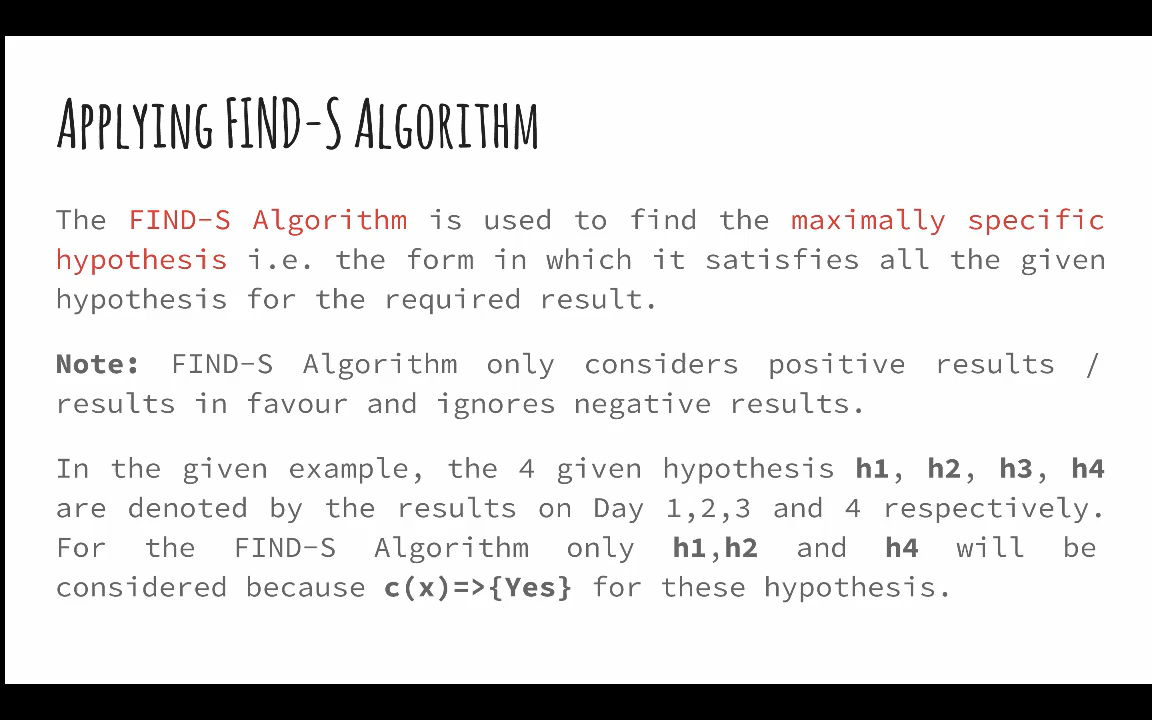 APPLYING FIND-S ALGORITHM
The FIND-S Algorithm is used to find the maximally specific
hypothesis i.e. the form in which it satisfies all the given
hypothesis for the required result.
Note: FIND-S Algorithm only considers positive results /
results in favour and ignores negative results.
In the given example, the 4 given hypothesis h1, h2, h3, h4
are denoted by the results on Day 1,2,3 and 4 respectively.
For the FIND-S Algorithm only h1,h2 and h4 will be
considered because c(x)=>{Yes} for these hypothesis.